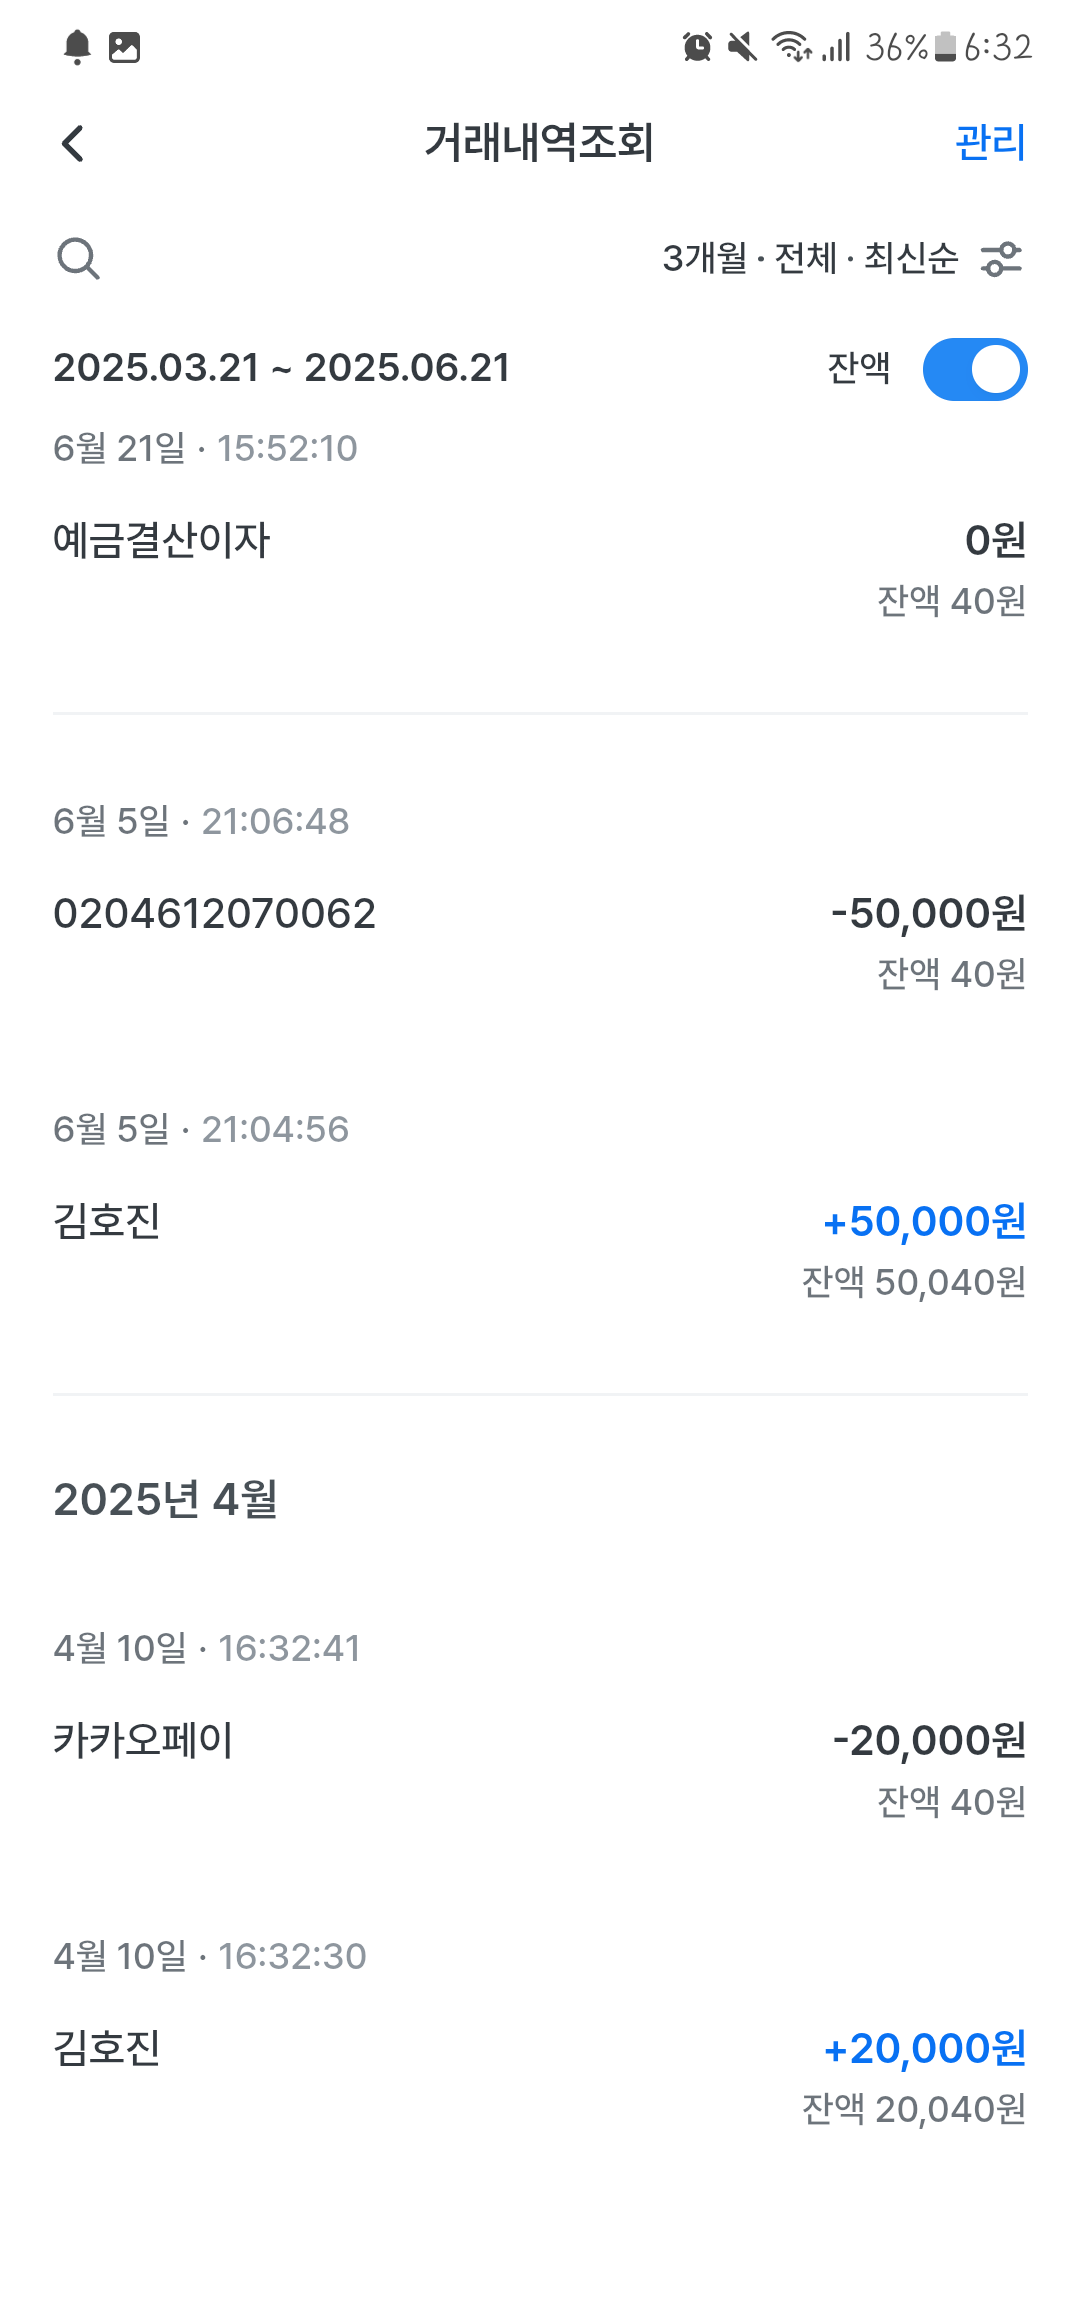 36% 6:32
거래내역조회 관리
3개월 · 전체 · 최신순
2025.03.21 ~ 2025.06.21 잔액
6월 21일 · 15:52:10
예금결산이자 0원
잔액 40원
6월 5일 · 21:06:48
0204612070062 -50,000원
잔액 40원
6월 5일 · 21:04:56
김호진 +50,000원
잔액 50,040원
2025년 4월
4월 10일 · 16:32:41
카카오페이 -20,000원
잔액 40원
4월 10일 · 16:32:30
김호진 +20,000원
잔액 20,040원